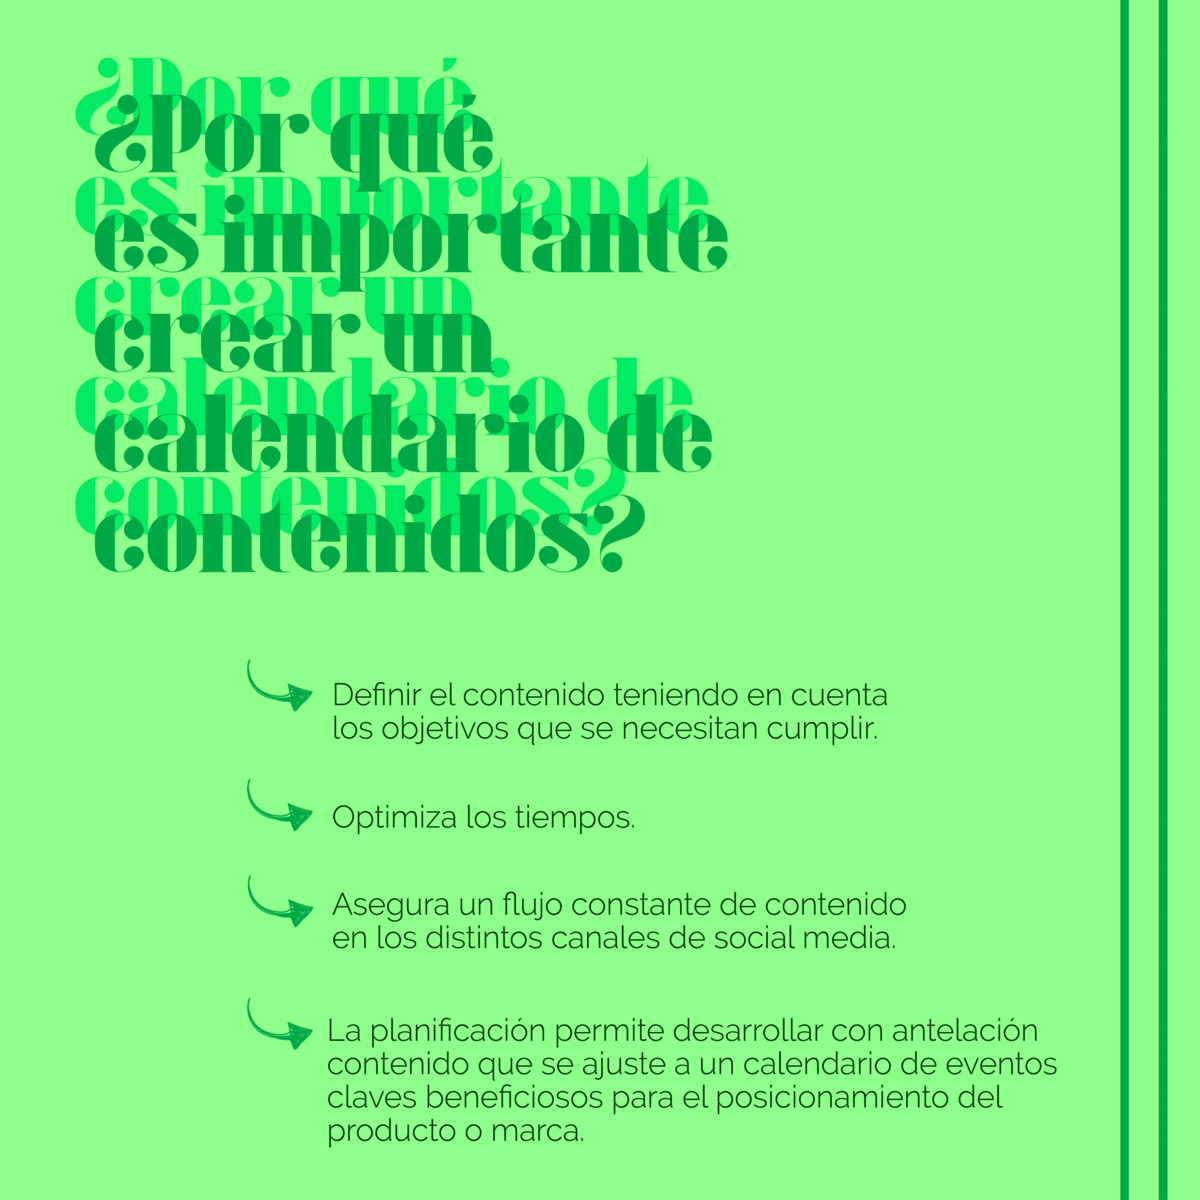 ¿Por qué
es importante
crear un
calendario de
contenidos?
Definir el contenido teniendo en cuenta
los objetivos que se necesitan cumplir.
Optimiza los tiempos.
Asegura un flujo constante de contenido
en los distintos canales de social media.
La planificación permite desarrollar con antelación
contenido que se ajuste a un calendario de eventos
claves beneficiosos para el posicionamiento del
producto o marca.